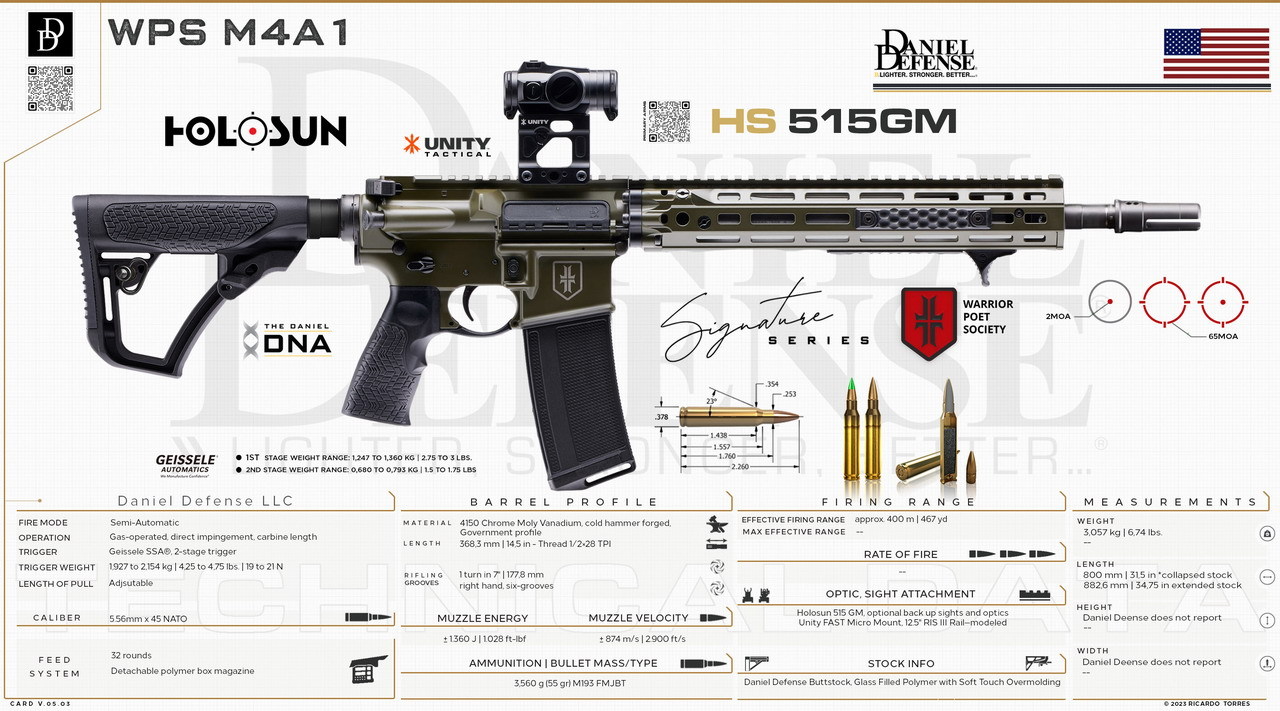 WPS M4A1
DANIEL
DEFENSE®
LIGHTER. STRONGER. BETTER...™
HOLOSUN
UNITY
TACTICAL
UNITY
HS 515GM
Signature
SERIES
WARRIOR
POET
SOCIETY
2MOA
65MOA
THE DANIEL
DNA
.354
.253
23°
.378
1.438
1.557
1.760
2.260
GEISSELE®
AUTOMATICS
We Manufacture Confidence
● 1ST STAGE WEIGHT RANGE: 1,247 TO 1,360 KG | 2.75 TO 3 LBS.
● 2ND STAGE WEIGHT RANGE: 0,680 TO 0,793 KG | 1.5 TO 1.75 LBS
DANIEL
DEFENSE
LIGHTER. STRONGER, BETTER...®
TECHNICAL DATA
Daniel Defense LLC
FIRE MODE Semi-Automatic
OPERATION Gas-operated, direct impingement, carbine length
TRIGGER Geissele SSA®, 2-stage trigger
TRIGGER WEIGHT 1.927 to 2,154 kg | 4,25 to 4,75 lbs. | 19 to 21 N
LENGTH OF PULL Adjsutable
CALIBER 5.56mm x 45 NATO
FEED
SYSTEM
32 rounds
Detachable polymer box magazine
BARREL PROFILE
MATERIAL 4150 Chrome Moly Vanadium, cold hammer forged,
Government profile
LENGTH 368,3 mm | 14,5 in - Thread 1/2×28 TPI
RIFLING
GROOVES
1 turn in 7" | 177,8 mm
right hand, six-grooves
MUZZLE ENERGY MUZZLE VELOCITY
± 1.360 J | 1.028 ft-lbf ± 874 m/s | 2.900 ft/s
AMMUNITION | BULLET MASS/TYPE
3,560 g (55 gr) M193 FMJBT
FIRING RANGE
EFFECTIVE FIRING RANGE approx. 400 m | 467 yd
MAX EFFECTIVE RANGE --
RATE OF FIRE
--
OPTIC, SIGHT ATTACHMENT
Holosun 515 GM, optional back up sights and optics
Unity FAST Micro Mount, 12.5" RIS III Rail–modeled
STOCK INFO
Daniel Defense Buttstock, Glass Filled Polymer with Soft Touch Overmolding
MEASUREMENTS
WEIGHT
3,057 kg | 6,74 lbs.
--
LENGTH
800 mm | 31,5 in *collapsed stock
882,6 mm | 34,75 in extended stock
HEIGHT
Daniel Deense does not report
--
WIDTH
Daniel Deense does not report
--
CARD V.05.03
© 2023 RICARDO TORRES